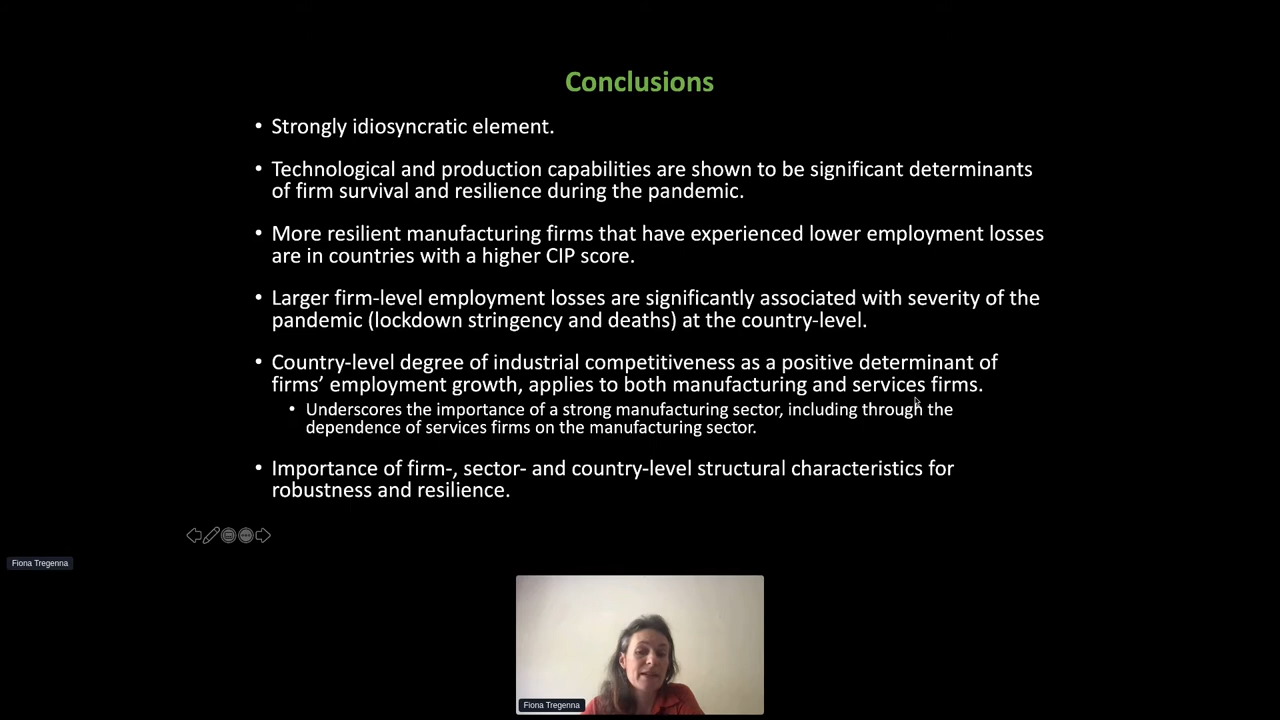 Conclusions
• Strongly idiosyncratic element.
• Technological and production capabilities are shown to be significant determinants
of firm survival and resilience during the pandemic.
• More resilient manufacturing firms that have experienced lower employment losses
are in countries with a higher CIP score.
• Larger firm-level employment losses are significantly associated with severity of the
pandemic (lockdown stringency and deaths) at the country-level.
• Country-level degree of industrial competitiveness as a positive determinant of
firms’ employment growth, applies to both manufacturing and services firms.
• Underscores the importance of a strong manufacturing sector, including through the
dependence of services firms on the manufacturing sector.
• Importance of firm-, sector- and country-level structural characteristics for
robustness and resilience.
Fiona Tregenna
Fiona Tregenna